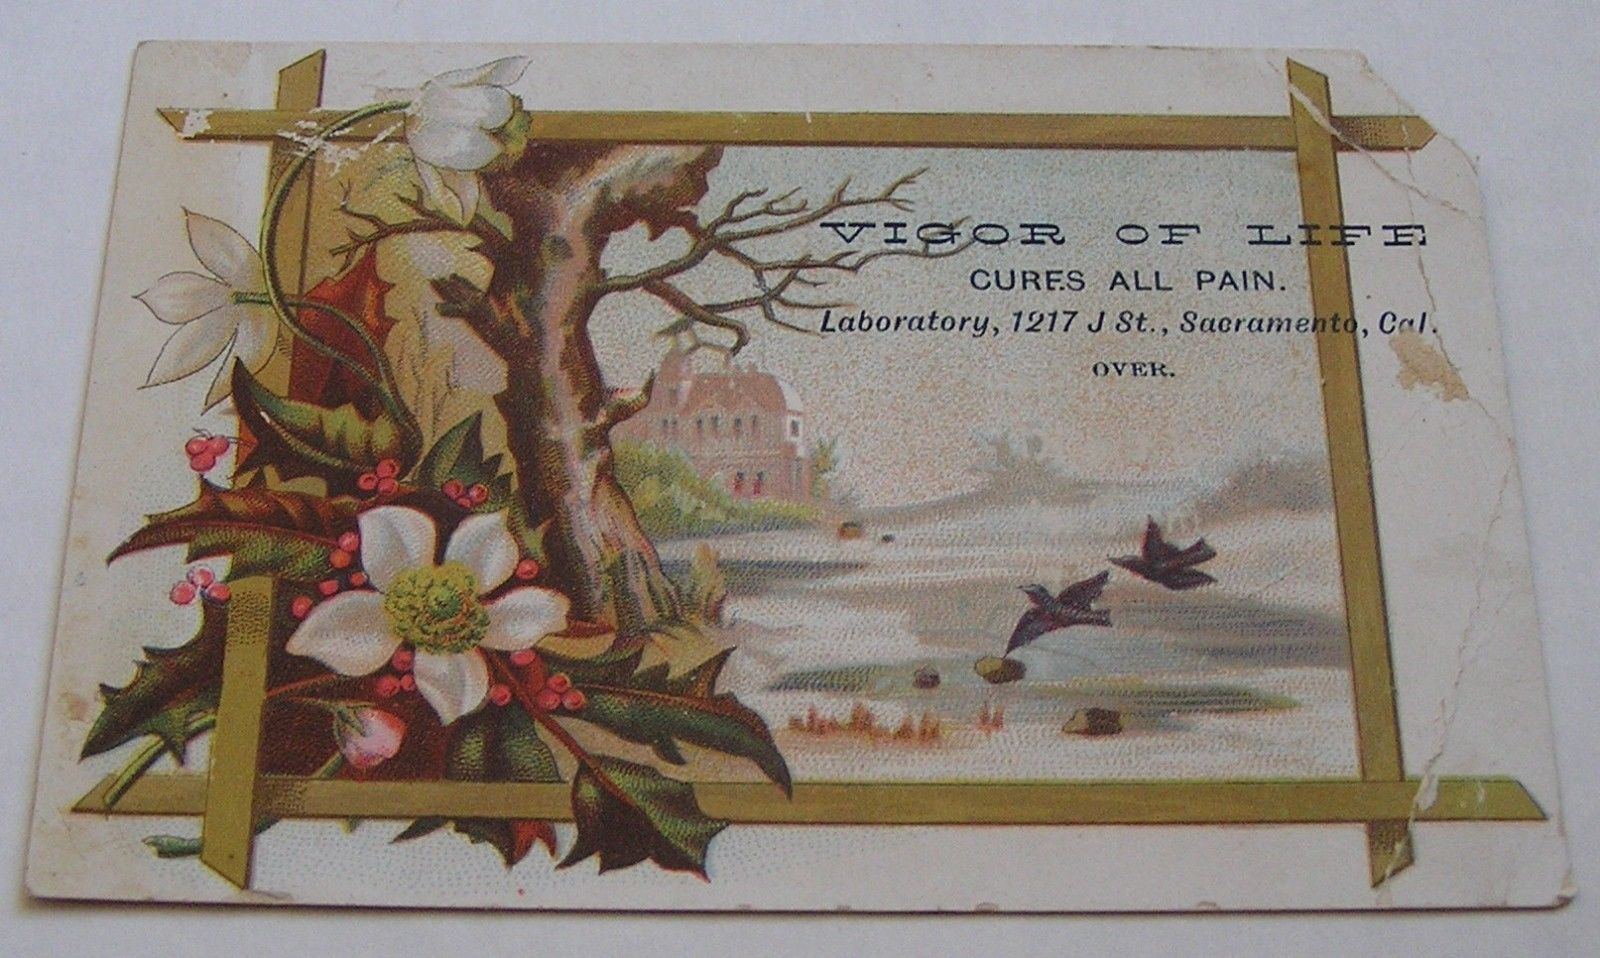 VIGOR OF LIFE
CURES ALL PAIN.
Laboratory, 1217 J St., Sacramento, Cal.
OVER.